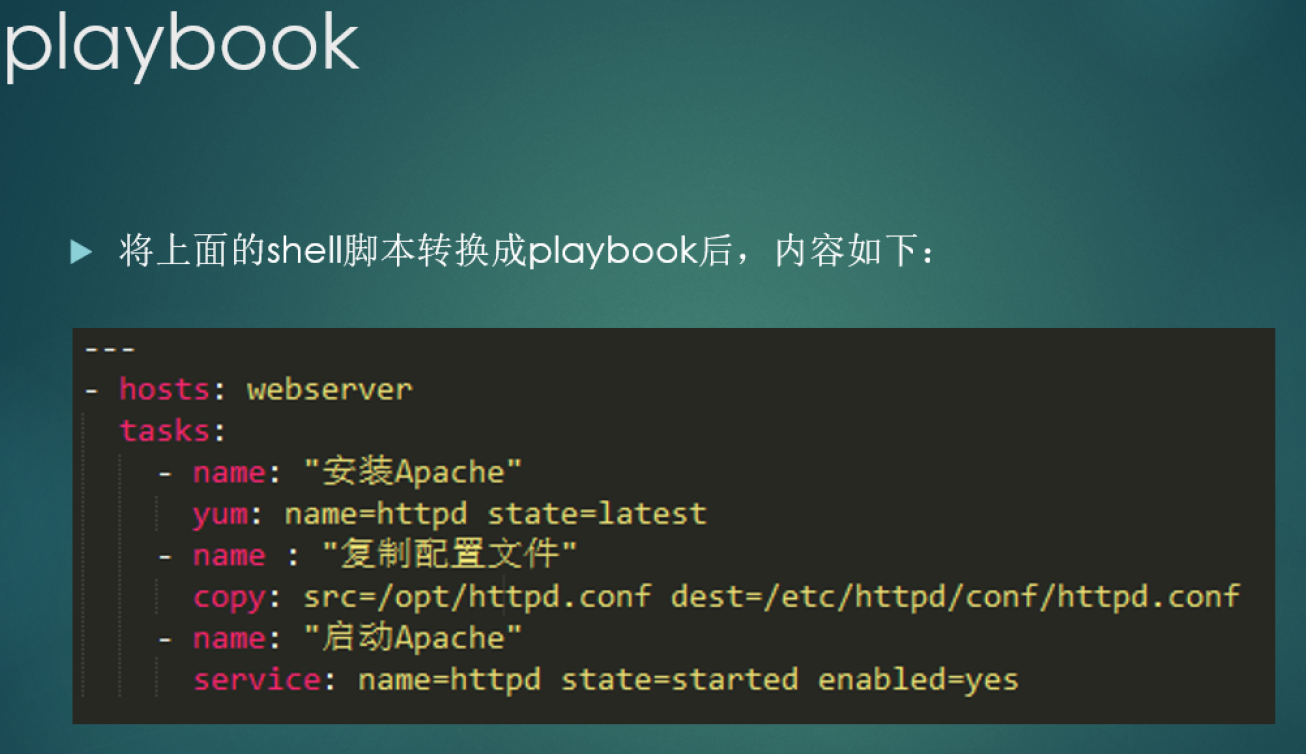 playbook
将上面的shell脚本转换成playbook后，内容如下：
---
- hosts: webserver
  tasks:
    - name: "安装Apache"
      yum: name=httpd state=latest
    - name : "复制配置文件"
      copy: src=/opt/httpd.conf dest=/etc/httpd/conf/httpd.conf
    - name: "启动Apache"
      service: name=httpd state=started enabled=yes